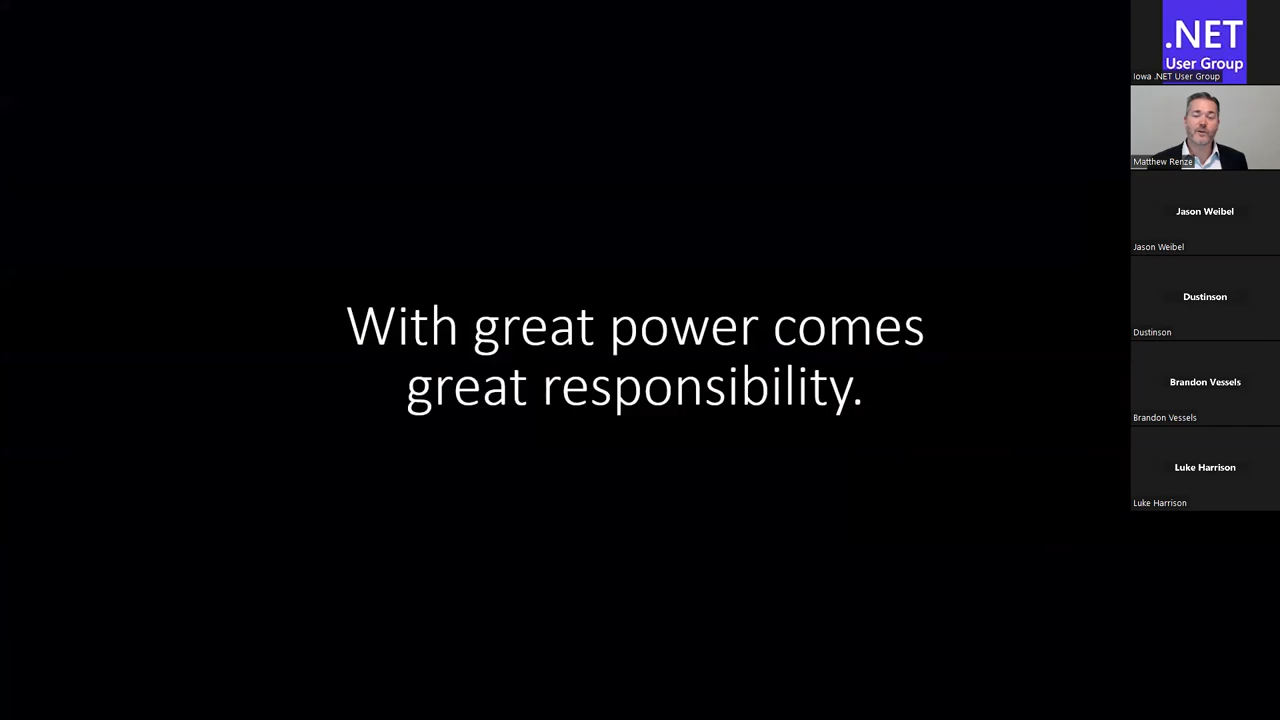 With great power comes
great responsibility.
.NET
User Group
Iowa .NET User Group
Matthew Renze
Jason Weibel
Jason Weibel
Dustinson
Dustinson
Brandon Vessels
Brandon Vessels
Luke Harrison
Luke Harrison